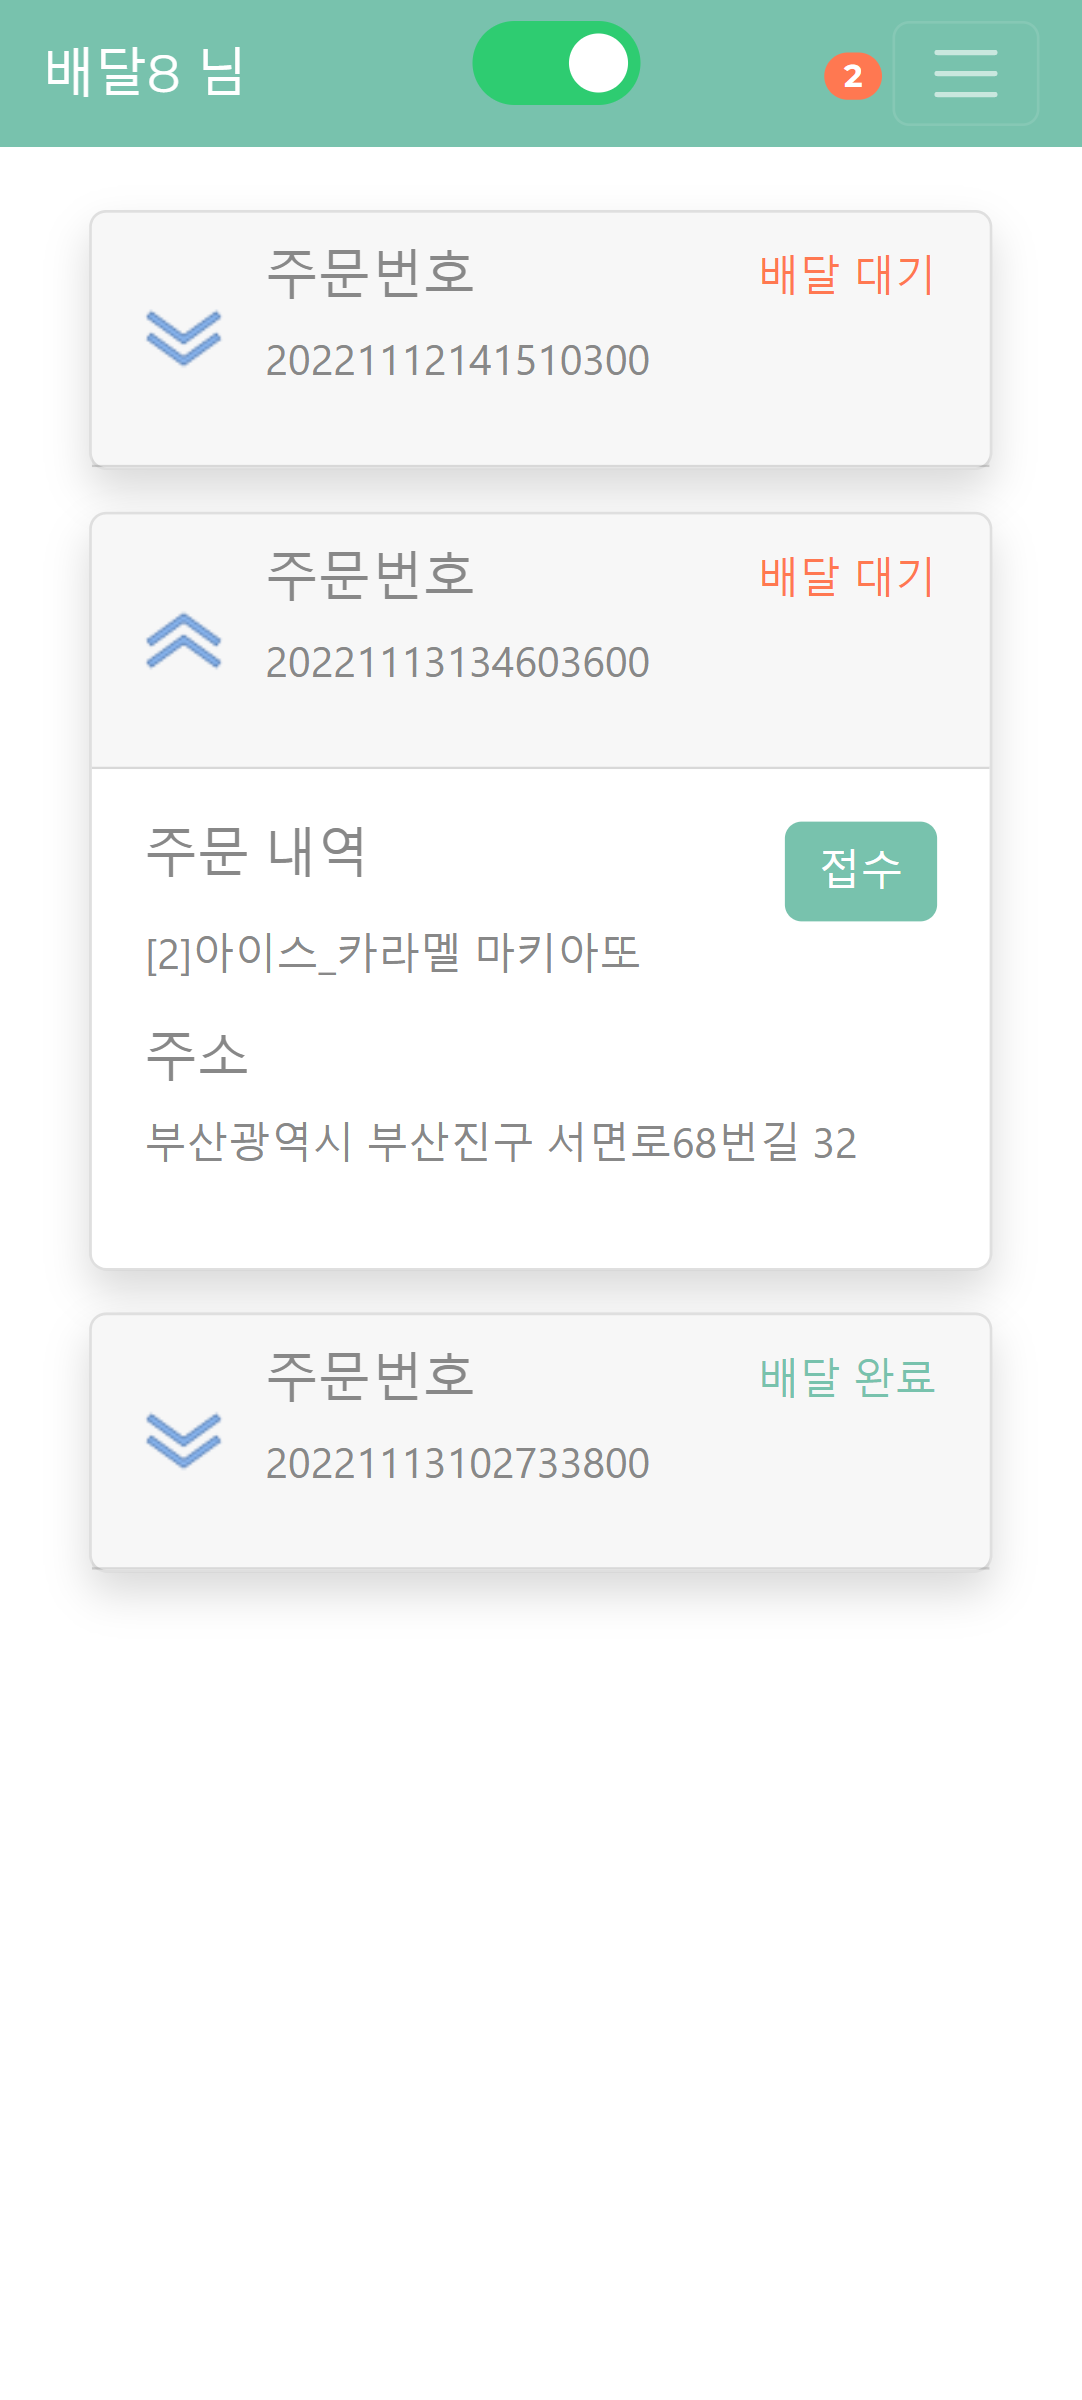 배달8 님
2
주문번호
배달 대기
20221112141510300
주문번호
배달 대기
20221113134603600
주문 내역
접수
[2]아이스_카라멜 마키아또
주소
부산광역시 부산진구 서면로68번길 32
주문번호
배달 완료
20221113102733800